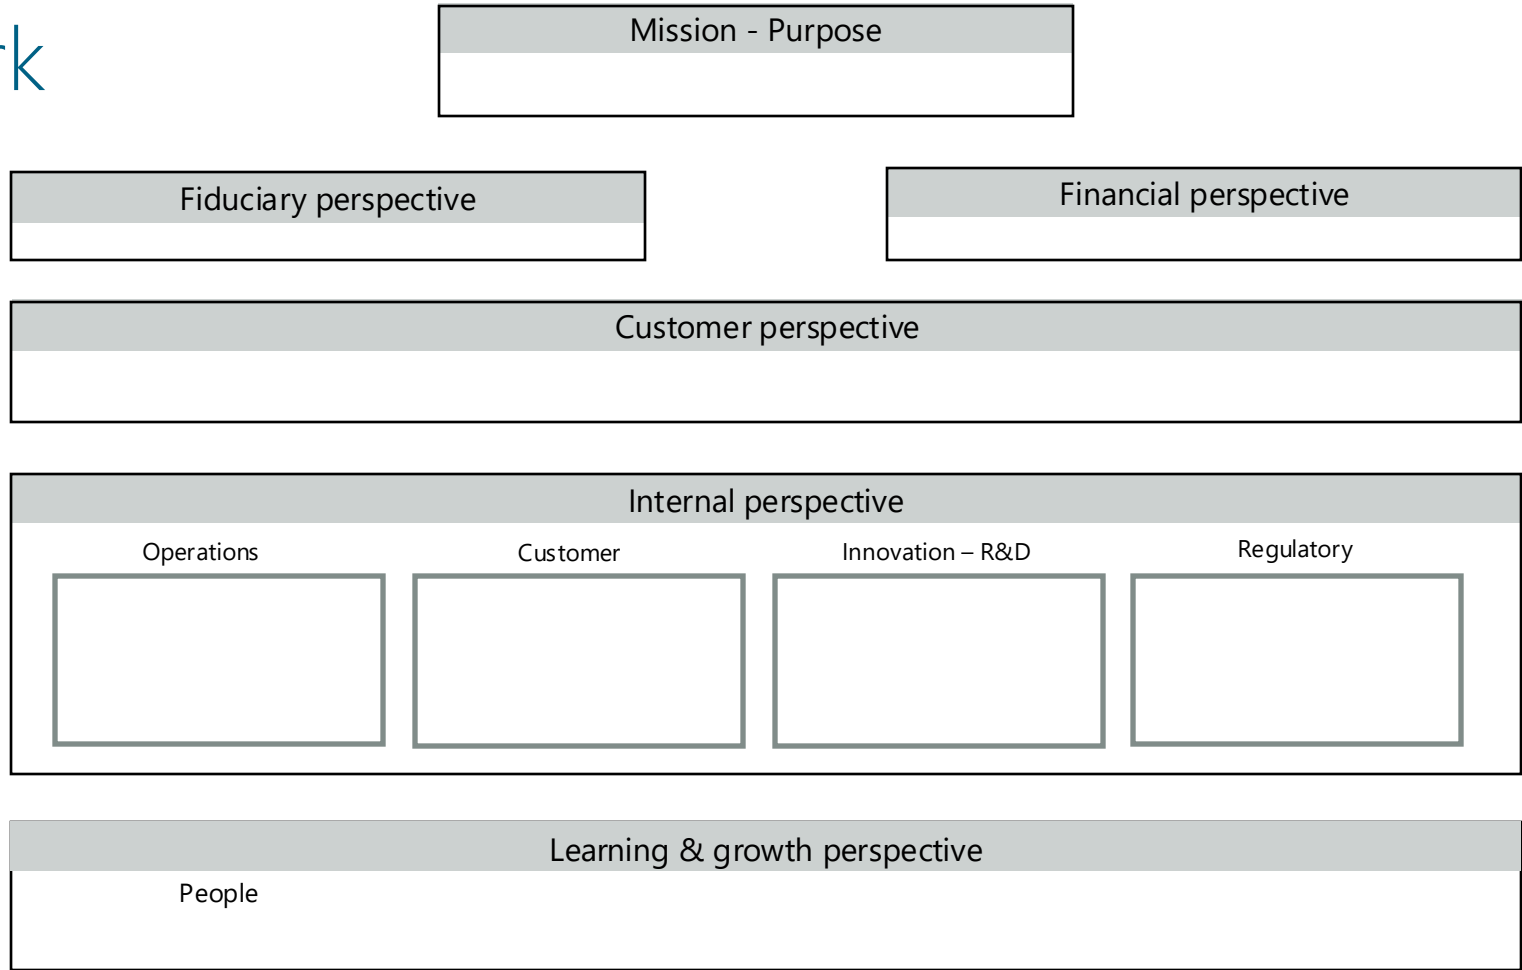 rk
Mission - Purpose
Fiduciary perspective
Financial perspective
Customer perspective
Internal perspective
Operations
Customer
Innovation – R&D
Regulatory
Learning & growth perspective
People